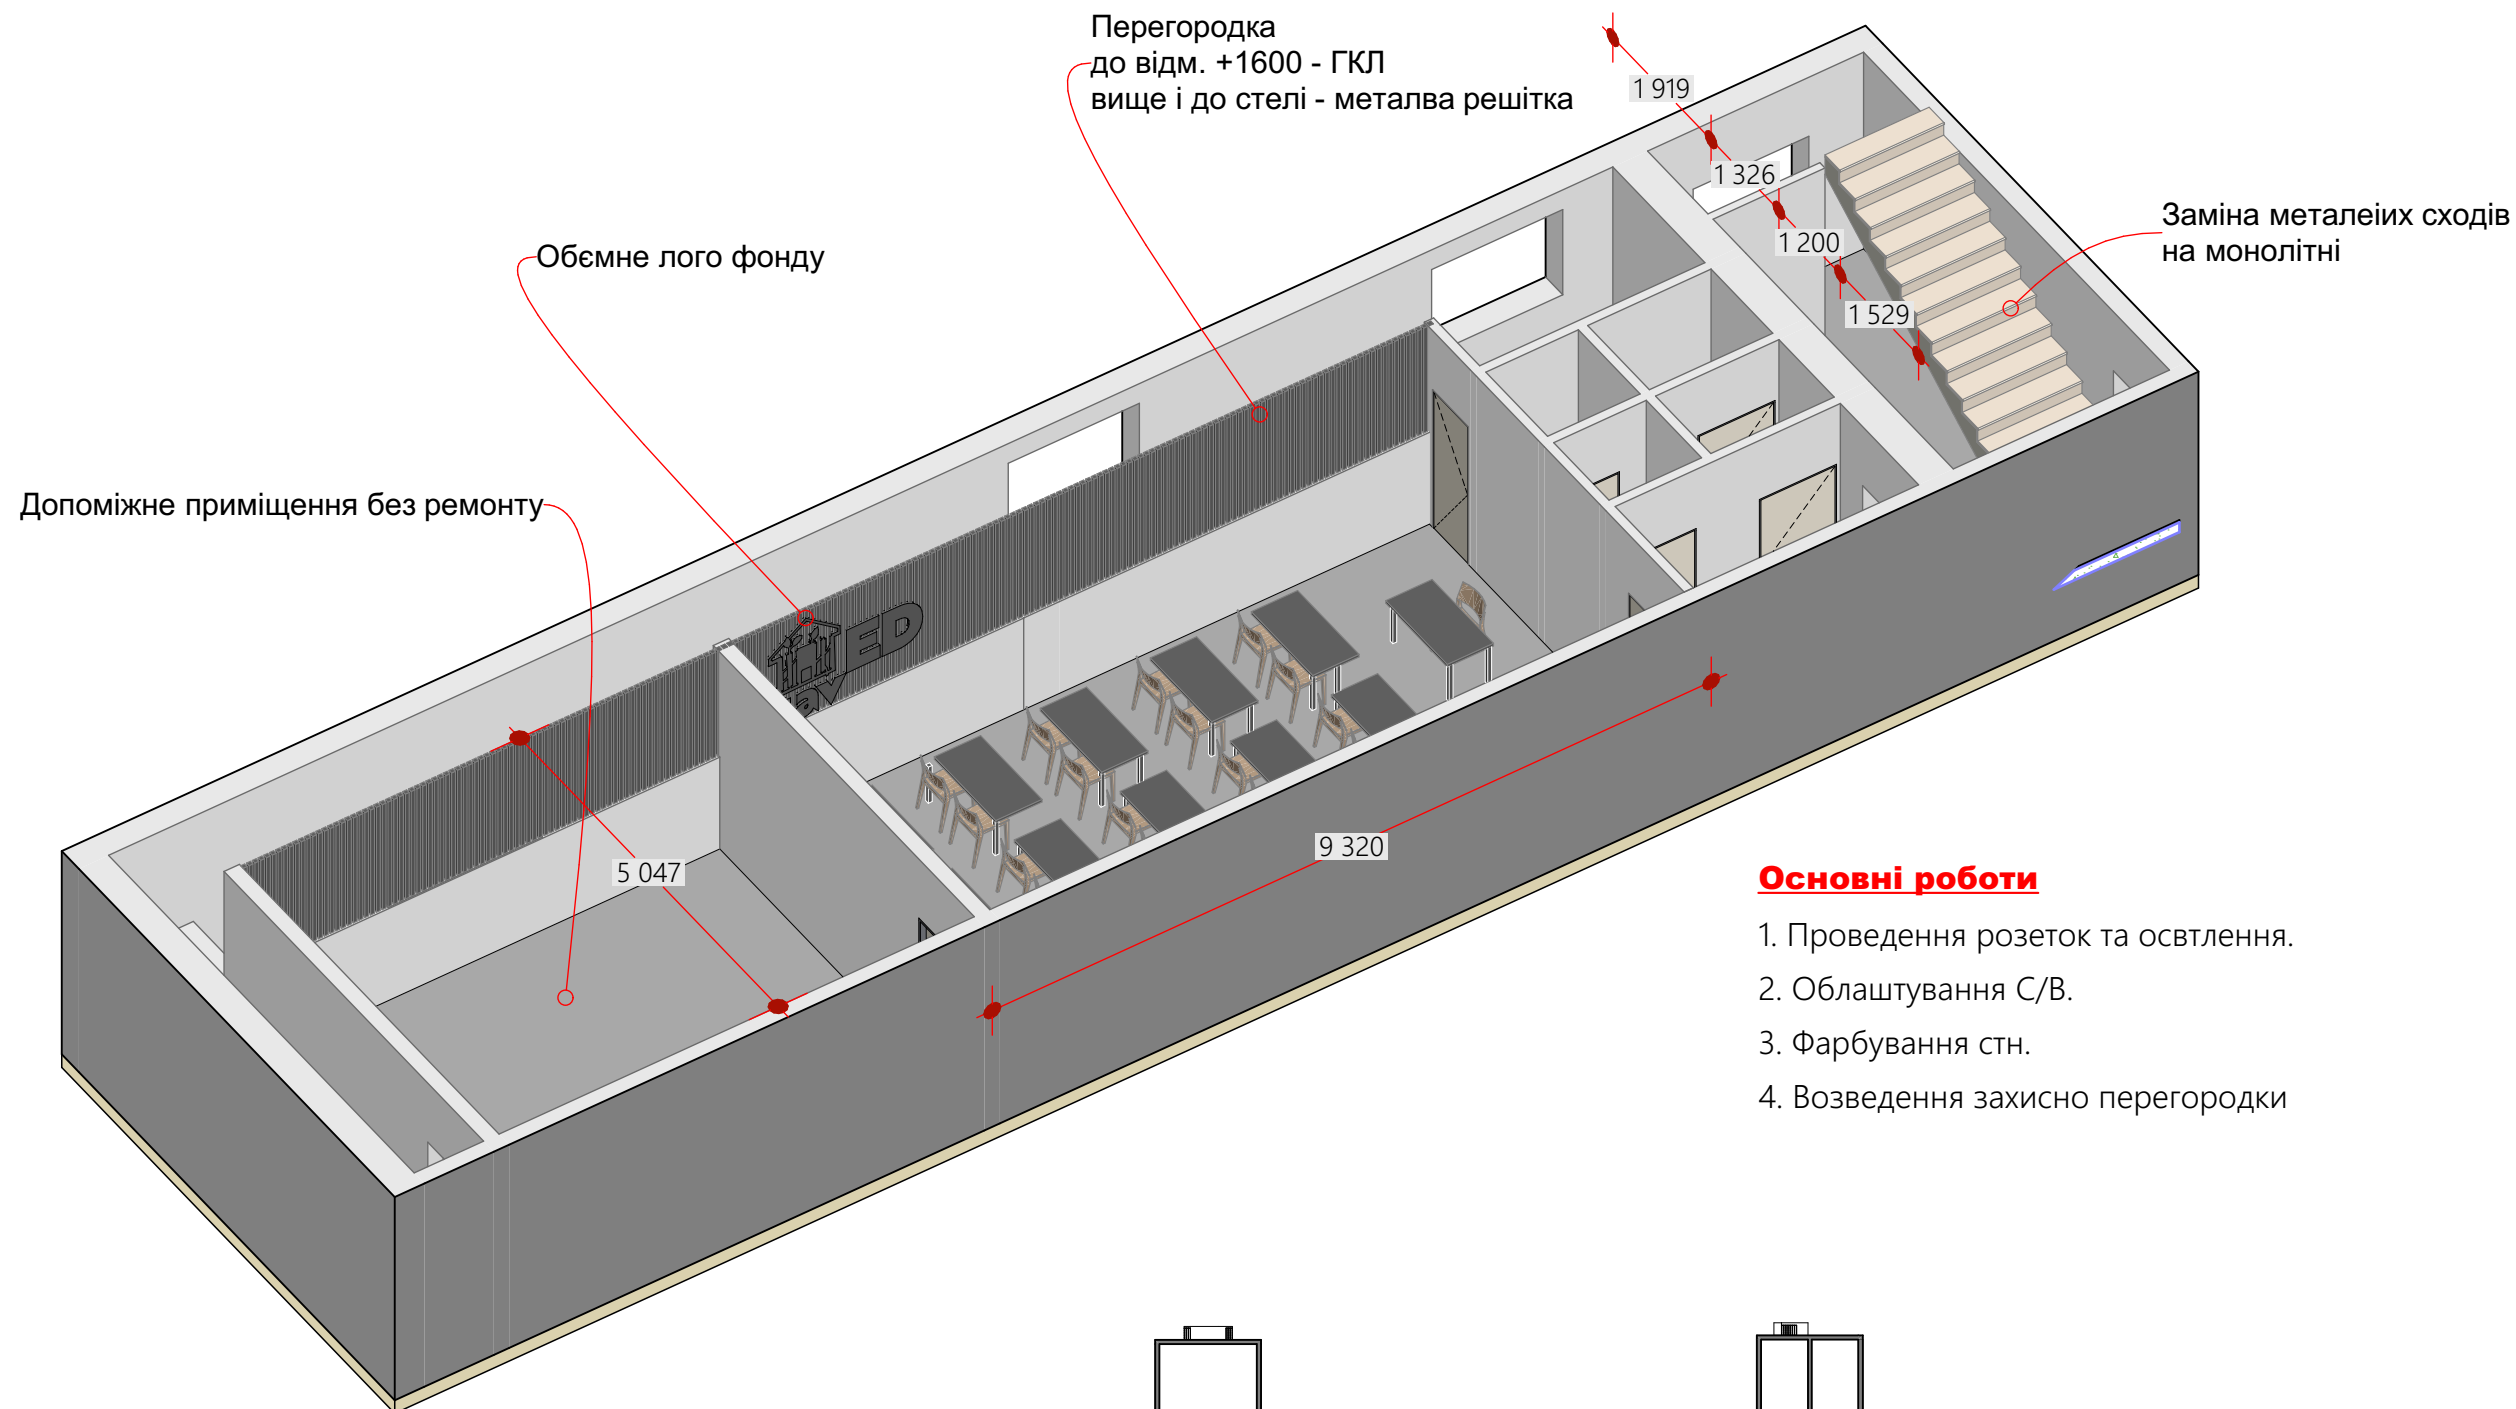 Перегородка
до відм. +1600 - ГКЛ
вище і до стелі - металва решітка
1 919
1 326
1 200
1 529
Заміна металеіих сходів
на монолітні
Обємне лого фонду
Допоміжне приміщення без ремонту
ED
5 047
9 320
Основні роботи
1. Проведення розеток та освтлення.
2. Облаштування С/В.
3. Фарбування стн.
4. Возведення захисно перегородки